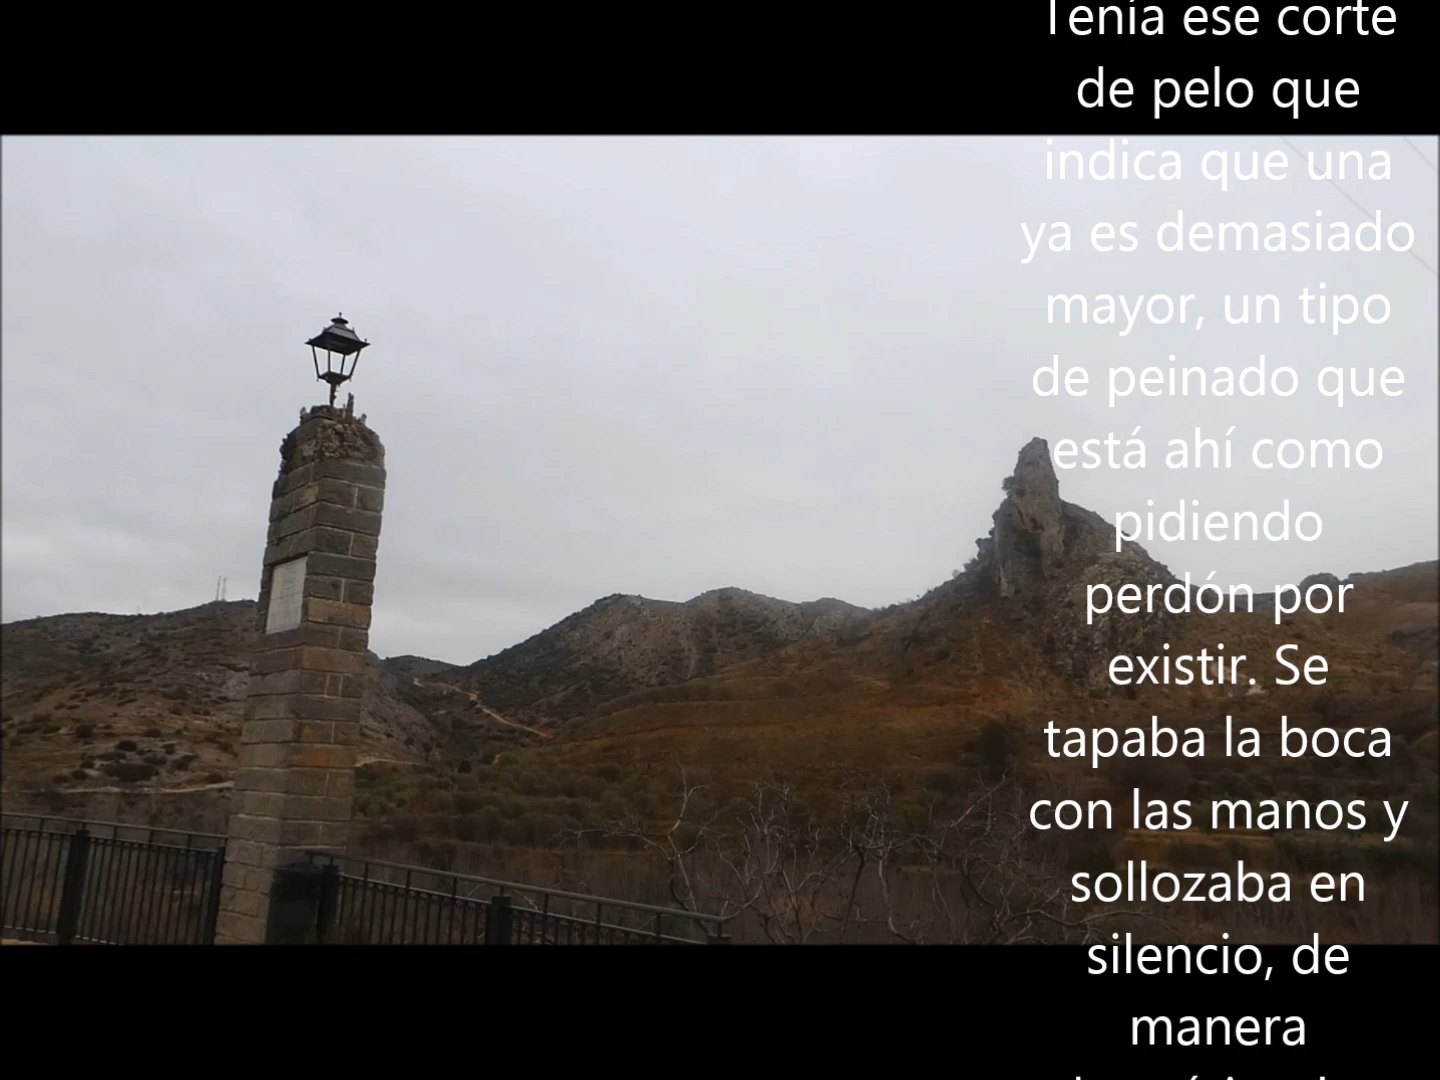 Tenía ese corte
de pelo que
indica que una
ya es demasiado
mayor, un tipo
de peinado que
está ahí como
pidiendo
perdón por
existir. Se
tapaba la boca
con las manos y
sollozaba en
silencio, de
manera